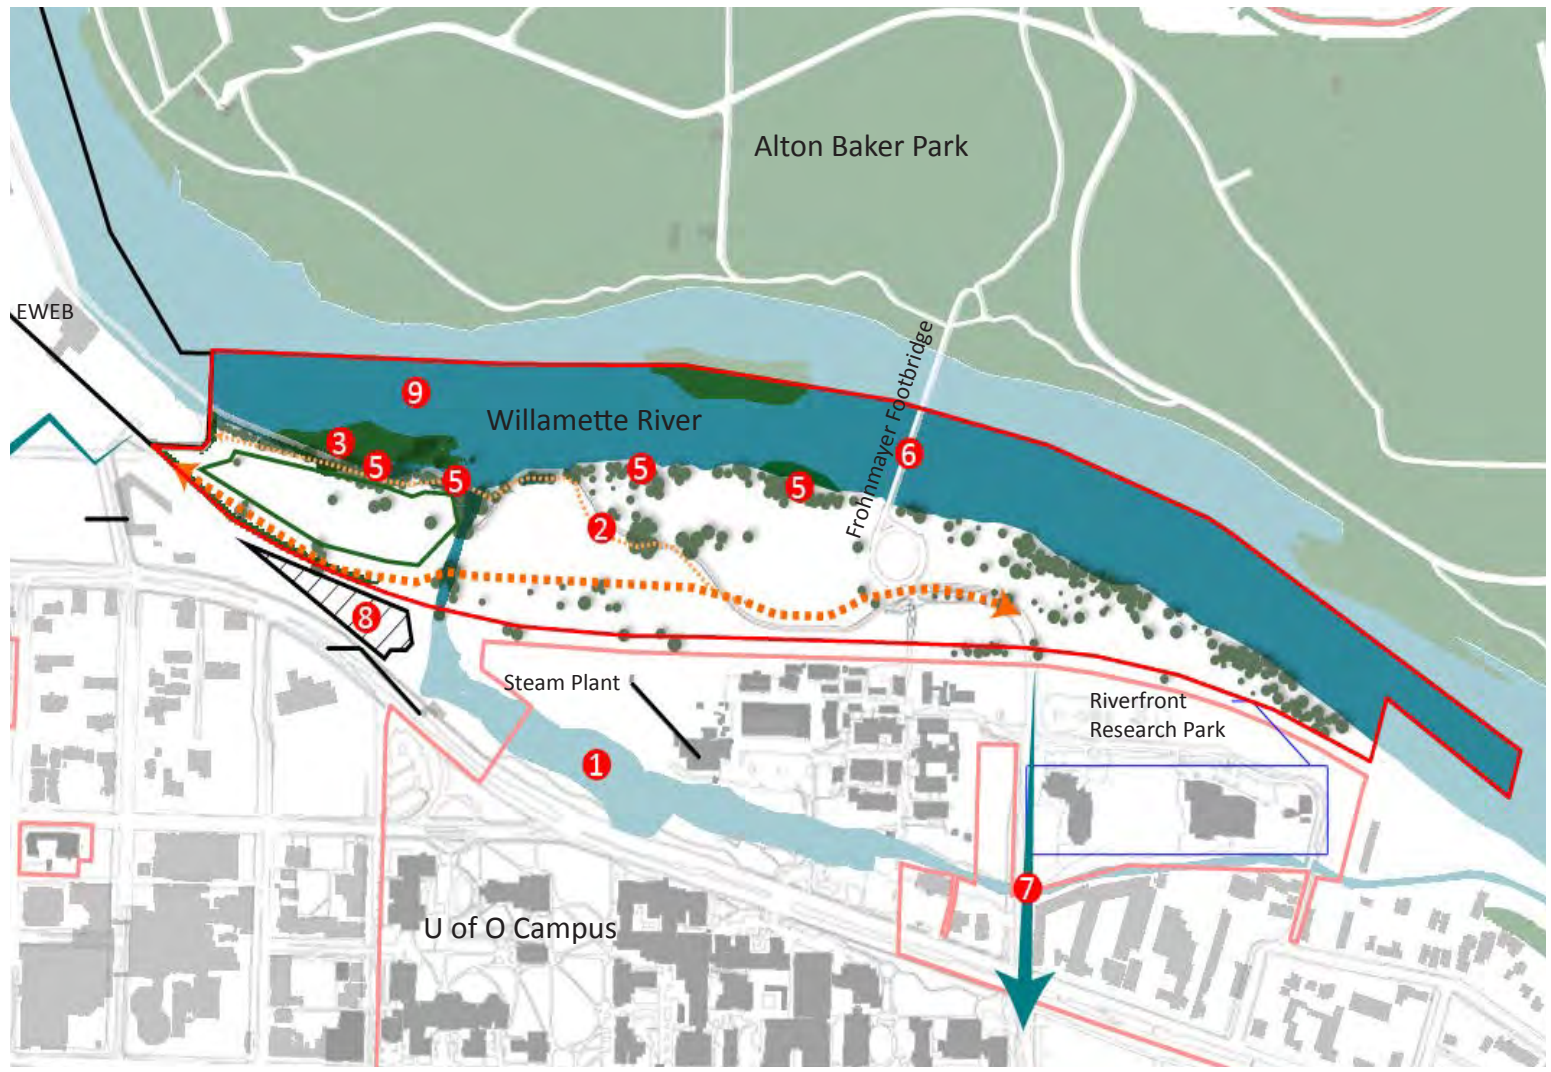 Alton Baker Park
EWEB
Frohnmayer Footbridge
9
Willamette River
3
5
5
5
5
6
2
8
Steam Plant
Riverfront
Research Park
1
7
U of O Campus